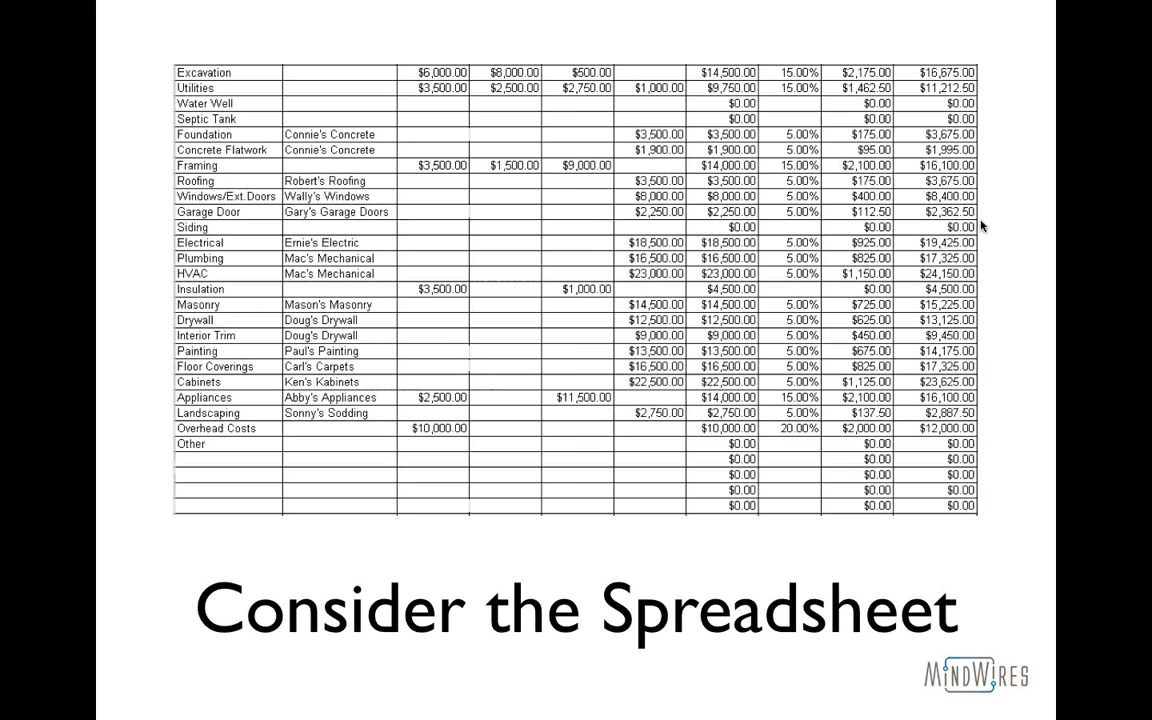 Excavation $6,000.00 $8,000.00 $500.00 $14,500.00 15.00% $2,175.00 $16,675.00
Utilities $3,500.00 $2,500.00 $2,750.00 $1,000.00 $9,750.00 15.00% $1,462.50 $11,212.50
Water Well $0.00 $0.00 $0.00
Septic Tank $0.00 $0.00 $0.00
Foundation Connie's Concrete $3,500.00 $3,500.00 5.00% $175.00 $3,675.00
Concrete Flatwork Connie's Concrete $1,900.00 $1,900.00 5.00% $95.00 $1,995.00
Framing $3,500.00 $1,500.00 $9,000.00 $14,000.00 15.00% $2,100.00 $16,100.00
Roofing Robert's Roofing $3,500.00 $3,500.00 5.00% $175.00 $3,675.00
Windows/Ext.Doors Wally's Windows $8,000.00 $8,000.00 5.00% $400.00 $8,400.00
Garage Door Gary's Garage Doors $2,250.00 $2,250.00 5.00% $112.50 $2,362.50
Siding $0.00 $0.00 $0.00
Electrical Ernie's Electric $18,500.00 $18,500.00 5.00% $925.00 $19,425.00
Plumbing Mac's Mechanical $16,500.00 $16,500.00 5.00% $825.00 $17,325.00
HVAC Mac's Mechanical $23,000.00 $23,000.00 5.00% $1,150.00 $24,150.00
Insulation $3,500.00 $1,000.00 $4,500.00 $0.00 $4,500.00
Masonry Mason's Masonry $14,500.00 $14,500.00 5.00% $725.00 $15,225.00
Drywall Doug's Drywall $12,500.00 $12,500.00 5.00% $625.00 $13,125.00
Interior Trim Doug's Drywall $9,000.00 $9,000.00 5.00% $450.00 $9,450.00
Painting Paul's Painting $13,500.00 $13,500.00 5.00% $675.00 $14,175.00
Floor Coverings Carl's Carpets $16,500.00 $16,500.00 5.00% $825.00 $17,325.00
Cabinets Ken's Kabinets $22,500.00 $22,500.00 5.00% $1,125.00 $23,625.00
Appliances Abby's Appliances $2,500.00 $11,500.00 $14,000.00 15.00% $2,100.00 $16,100.00
Landscaping Sonny's Sodding $2,750.00 $2,750.00 5.00% $137.50 $2,887.50
Overhead Costs $10,000.00 $10,000.00 20.00% $2,000.00 $12,000.00
Other $0.00 $0.00 $0.00
$0.00 $0.00 $0.00
$0.00 $0.00 $0.00
$0.00 $0.00 $0.00
$0.00 $0.00 $0.00
Consider the Spreadsheet
MINDWIRES